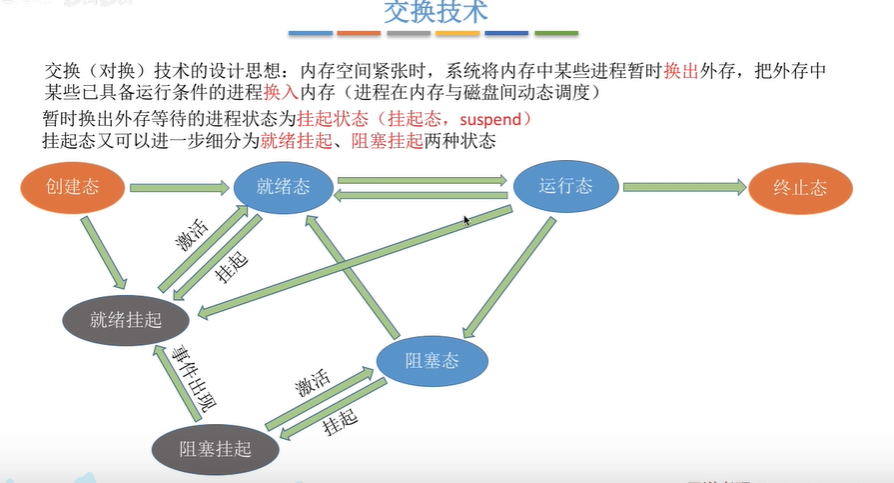 交换技术
交换（对换）技术的设计思想：内存空间紧张时，系统将内存中某些进程暂时换出外存，把外存中
某些已具备运行条件的进程换入内存（进程在内存与磁盘间动态调度）
暂时换出外存等待的进程状态为挂起状态（挂起态，suspend）
挂起态又可以进一步细分为就绪挂起、阻塞挂起两种状态
创建态
就绪态
运行态
终止态
激活
挂起
就绪挂起
事件出现
激活
阻塞态
挂起
阻塞挂起